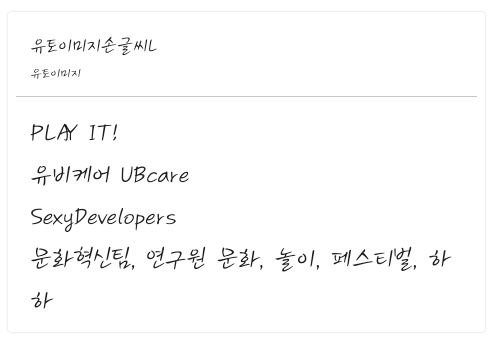 유토이미지손글씨L
유토이미지
PLAY IT!
유비케어 UBcare
SexyDevelopers
문화혁신팀, 연구원 문화, 놀이, 페스티벌, 하
하